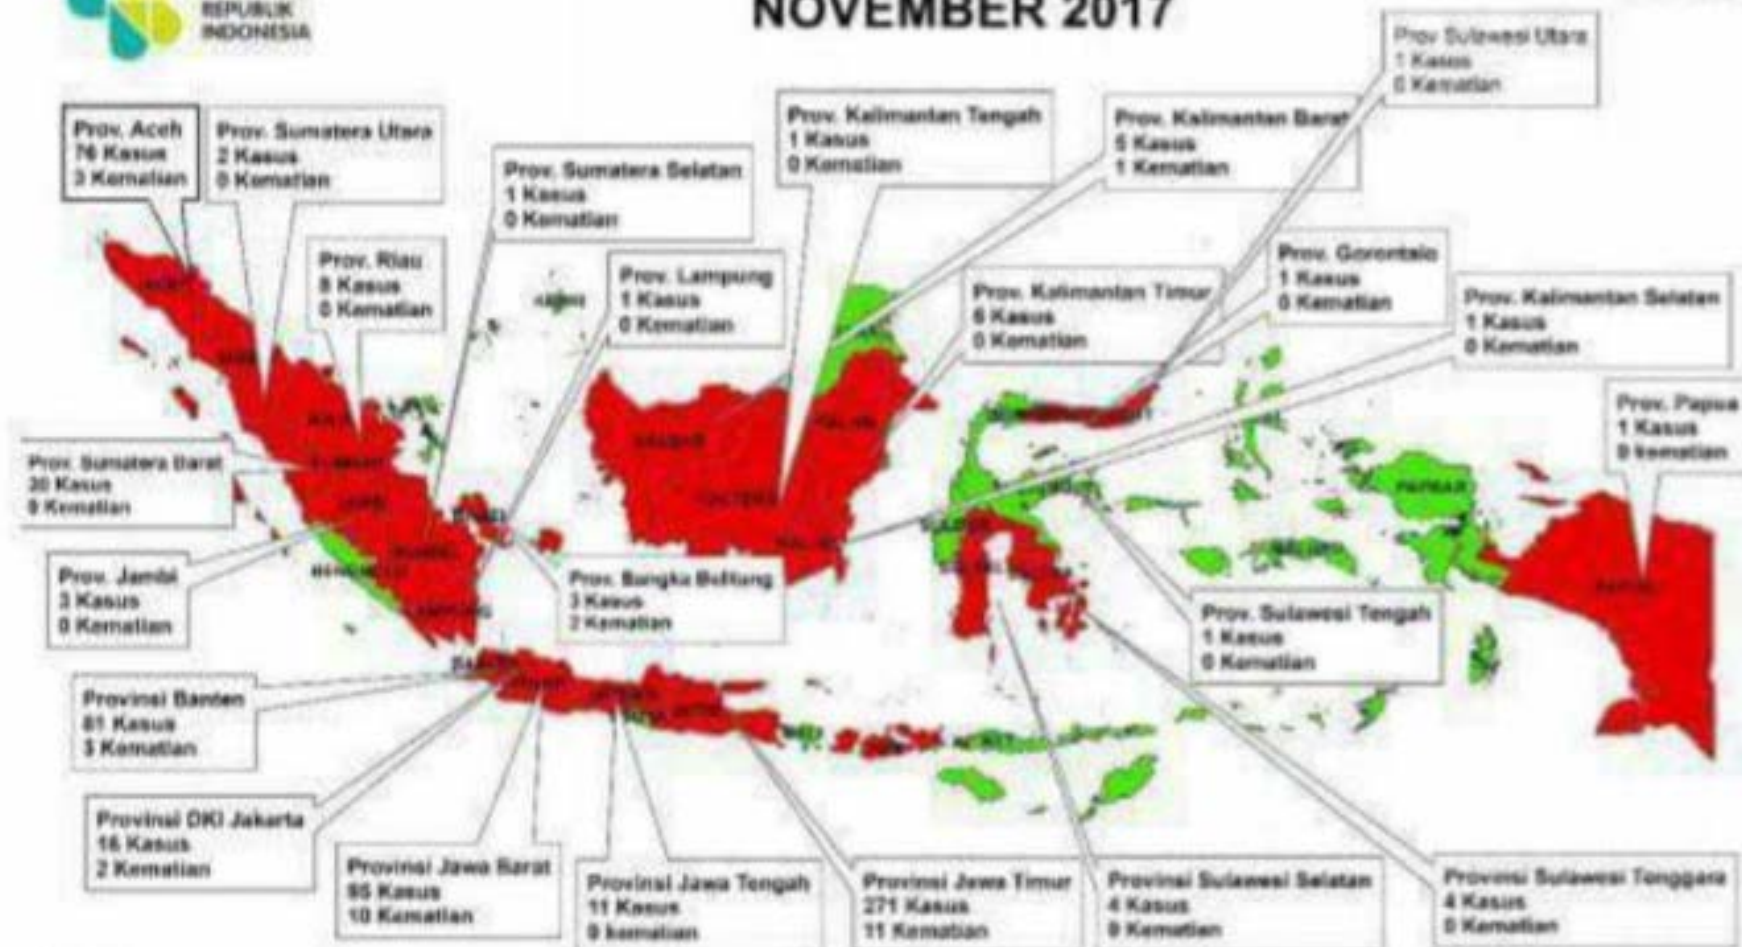 REPUBLIK
INDONESIA
NOVEMBER 2017
Prov Sulawesi Utara
1 Kasus
0 Kematian
Prov. Aceh
76 Kasus
3 Kematian
Prov. Sumatera Utara
2 Kasus
0 Kematian
Prov. Sumatera Selatan
1 Kasus
0 Kematian
Prov. Kalimantan Tengah
1 Kasus
0 Kematian
Prov. Kalimantan Barat
5 Kasus
1 Kematian
Prov. Riau
8 Kasus
0 Kematian
Prov. Lampung
1 Kasus
0 Kematian
Prov. Kalimantan Timur
6 Kasus
0 Kematian
Prov. Gorontalo
1 Kasus
0 Kematian
Prov. Kalimantan Selatan
1 Kasus
0 Kematian
Prov. Papua
1 Kasus
0 kematian
Prov. Sumatera Barat
Kasus
Kematian
Prov. Jambi
3 Kasus
0 Kematian
Prov. Bangka Belitung
3 Kasus
2 Kematian
Prov. Sulawesi Tengah
1 Kasus
0 Kematian
Provinsi Banten
81 Kasus
3 Kematian
Provinsi DKI Jakarta
16 Kasus
2 Kematian
Provinsi Jawa Barat
Kasus
10 Kematian
Provinsi Jawa Tengah
11 Kasus
0 kematian
Provinsi Jawa Timur
271 Kasus
11 Kematian
Provinsi Sulawesi Selatan
4 Kasus
0 Kematian
Provinsi Sulawesi Tenggara
4 Kasus
0 Kematian